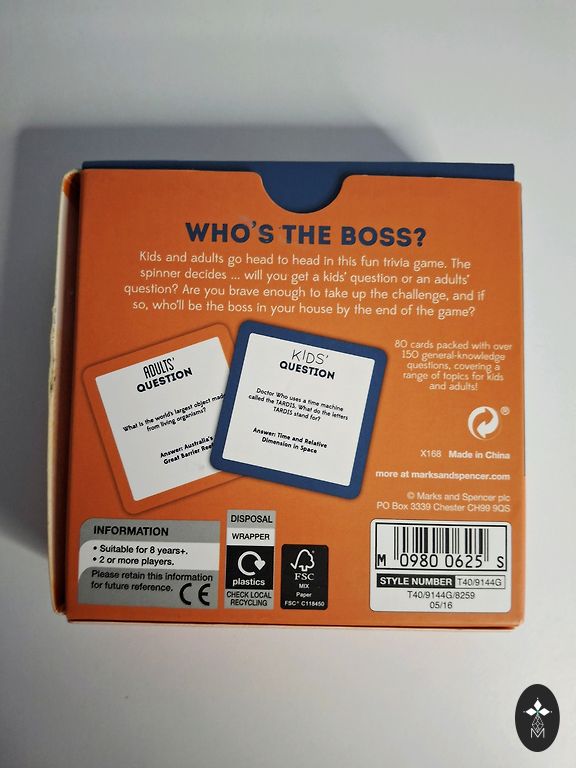 WHO'S THE BOSS?
Kids and adults go head to head in this fun trivia game. The
spinner decides ... will you get a kids' question or an adults'
question? Are you brave enough to take up the challenge, and if
so, who'll be the boss in your house by the end of the game?
ADULTS'
QUESTION
What is the world's largest object made
from living organisms?
Answer: Australia's
Great Barrier Reef
KIDS'
QUESTION
Doctor Who uses a time machine
called the TARDIS. What do the letters
TARDIS stand for?
Answer: Time and Relative
Dimension in Space
80 cards packed with over
150 general-knowledge
questions, covering a
range of topics for kids
and adults!
®
X168 Made in China
more at marksandspencer.com
© Marks and Spencer plc
PO Box 3339 Chester CH99 9QS
INFORMATION
• Suitable for 8 years+.
• 2 or more players.
Please retain this information
for future reference.
CE
DISPOSAL
WRAPPER
plastics
CHECK LOCAL
RECYCLING
FSC
MIX
Paper
FSC® C118450
M 0980 0625 S
STYLE NUMBER T40/9144G
T40/9144G/8259
05/16
M